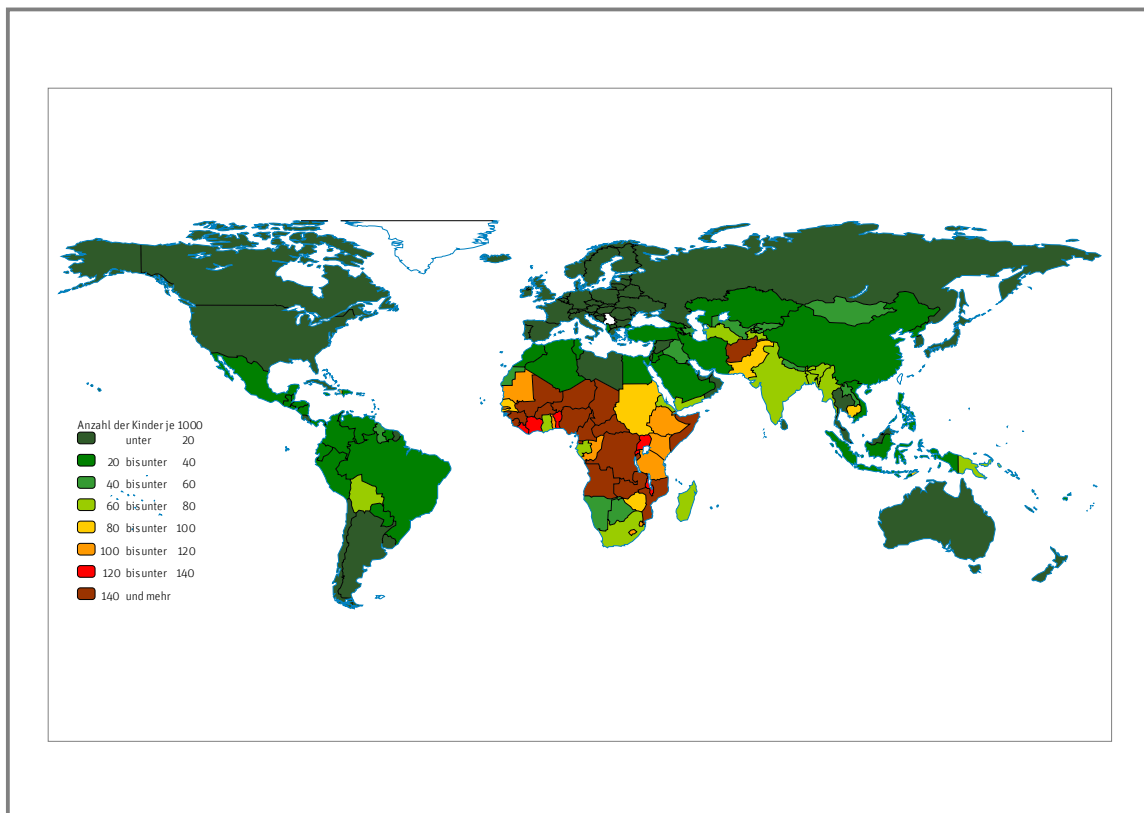 Anzahl der Kinder je 1000
unter 20
20 bis unter 40
40 bis unter 60
60 bis unter 80
80 bis unter 100
100 bis unter 120
120 bis unter 140
140 und mehr